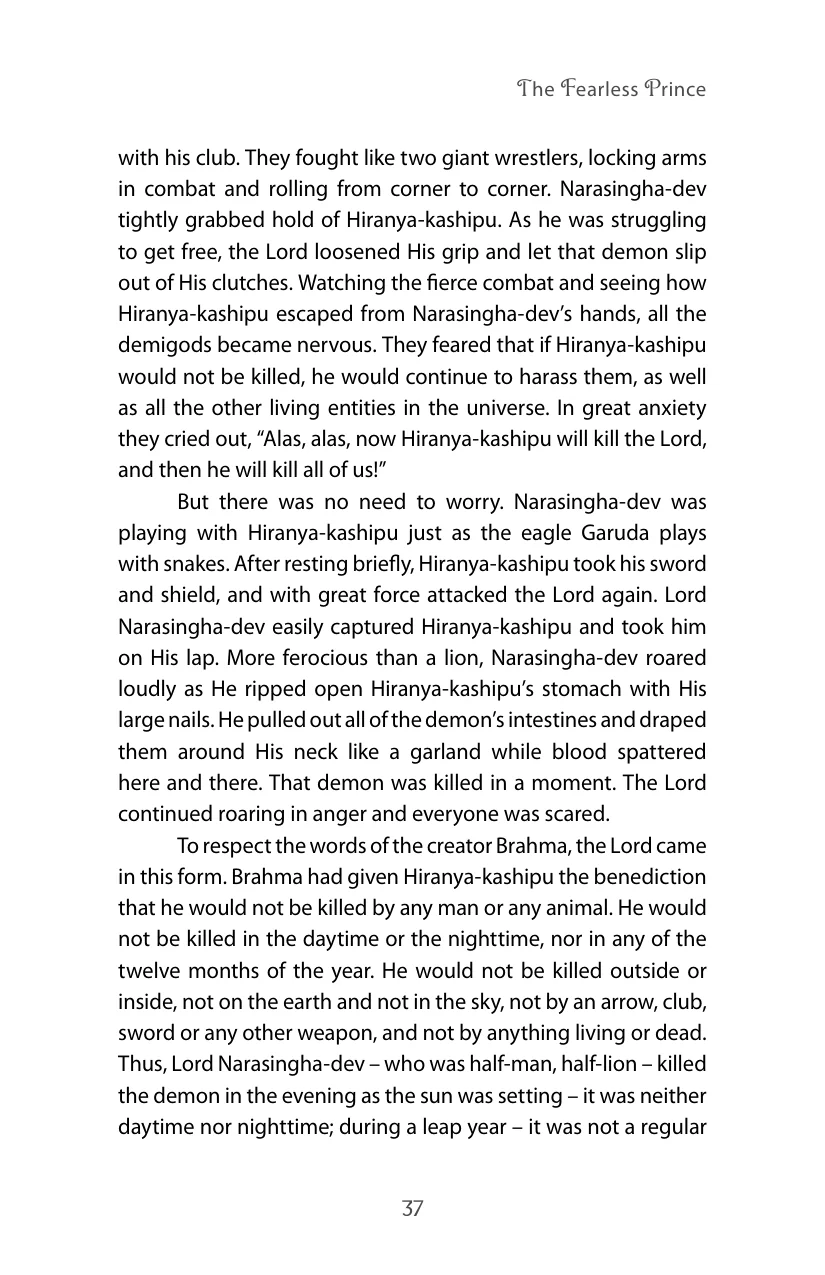 The Fearless Prince
with his club. They fought like two giant wrestlers, locking arms
in combat and rolling from corner to corner. Narasingha-dev
tightly grabbed hold of Hiranya-kashipu. As he was struggling
to get free, the Lord loosened His grip and let that demon slip
out of His clutches. Watching the fierce combat and seeing how
Hiranya-kashipu escaped from Narasingha-dev’s hands, all the
demigods became nervous. They feared that if Hiranya-kashipu
would not be killed, he would continue to harass them, as well
as all the other living entities in the universe. In great anxiety
they cried out, “Alas, alas, now Hiranya-kashipu will kill the Lord,
and then he will kill all of us!”
But there was no need to worry. Narasingha-dev was
playing with Hiranya-kashipu just as the eagle Garuda plays
with snakes. After resting briefly, Hiranya-kashipu took his sword
and shield, and with great force attacked the Lord again. Lord
Narasingha-dev easily captured Hiranya-kashipu and took him
on His lap. More ferocious than a lion, Narasingha-dev roared
loudly as He ripped open Hiranya-kashipu’s stomach with His
large nails. He pulled out all of the demon’s intestines and draped
them around His neck like a garland while blood spattered
here and there. That demon was killed in a moment. The Lord
continued roaring in anger and everyone was scared.
To respect the words of the creator Brahma, the Lord came
in this form. Brahma had given Hiranya-kashipu the benediction
that he would not be killed by any man or any animal. He would
not be killed in the daytime or the nighttime, nor in any of the
twelve months of the year. He would not be killed outside or
inside, not on the earth and not in the sky, not by an arrow, club,
sword or any other weapon, and not by anything living or dead.
Thus, Lord Narasingha-dev – who was half-man, half-lion – killed
the demon in the evening as the sun was setting – it was neither
daytime nor nighttime; during a leap year – it was not a regular
37